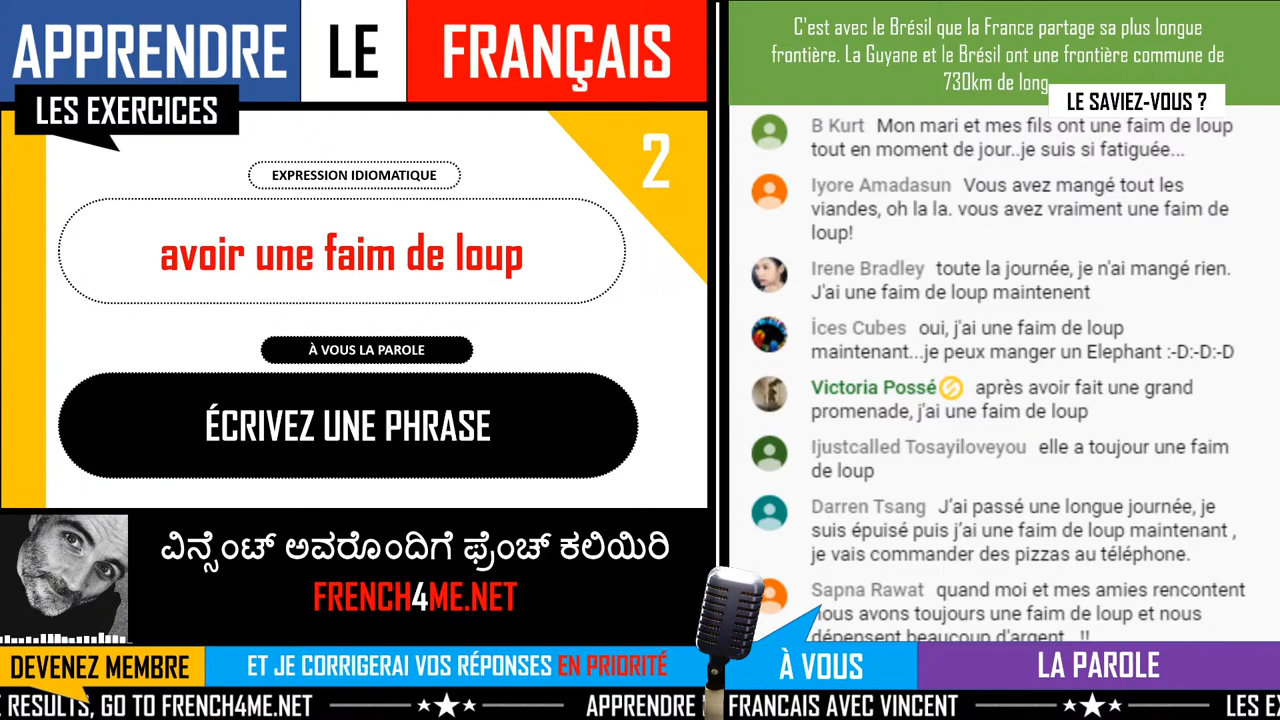 APPRENDRE LE FRANÇAIS
LES EXERCICES
2
EXPRESSION IDIOMATIQUE
avoir une faim de loup
À VOUS LA PAROLE
ÉCRIVEZ UNE PHRASE
ವಿನ್ಸೆಂಟ್ ಅವರೊಂದಿಗೆ ಫ್ರೆಂಚ್ ಕಲಿಯಿರಿ
FRENCH4ME.NET
DEVENEZ MEMBRE
ET JE CORRIGERAI VOS RÉPONSES EN PRIORITÉ
C'est avec le Brésil que la France partage sa plus longue
frontière. La Guyane et le Brésil ont une frontière commune de
730km de long
LE SAVIEZ-VOUS ?
B Kurt Mon mari et mes fils ont une faim de loup
tout en moment de jour..je suis si fatiguée...
Iyore Amadasun Vous avez mangé tout les
viandes, oh la la. vous avez vraiment une faim de
loup!
Irene Bradley toute la journée, je n'ai mangé rien.
J'ai une faim de loup maintenent
İces Cubes oui, j'ai une faim de loup
maintenant...je peux manger un Elephant :-D:-D:-D
Victoria Possé après avoir fait une grand
promenade, j'ai une faim de loup
Ijustcalled Tosayiloveyou elle a toujour une faim
de loup
Darren Tsang J'ai passé une longue journée, je
suis épuisé puis j'ai une faim de loup maintenant ,
je vais commander des pizzas au téléphone.
Sapna Rawat quand moi et mes amies rencontent
nous avons toujours une faim de loup et nous
dépensent beaucoup d'argent...!!
À VOUS
LA PAROLE
E RESULTS, GO TO FRENCH4ME.NET
APPRENDRE
FRANCAIS AVEC VINCENT
LES E